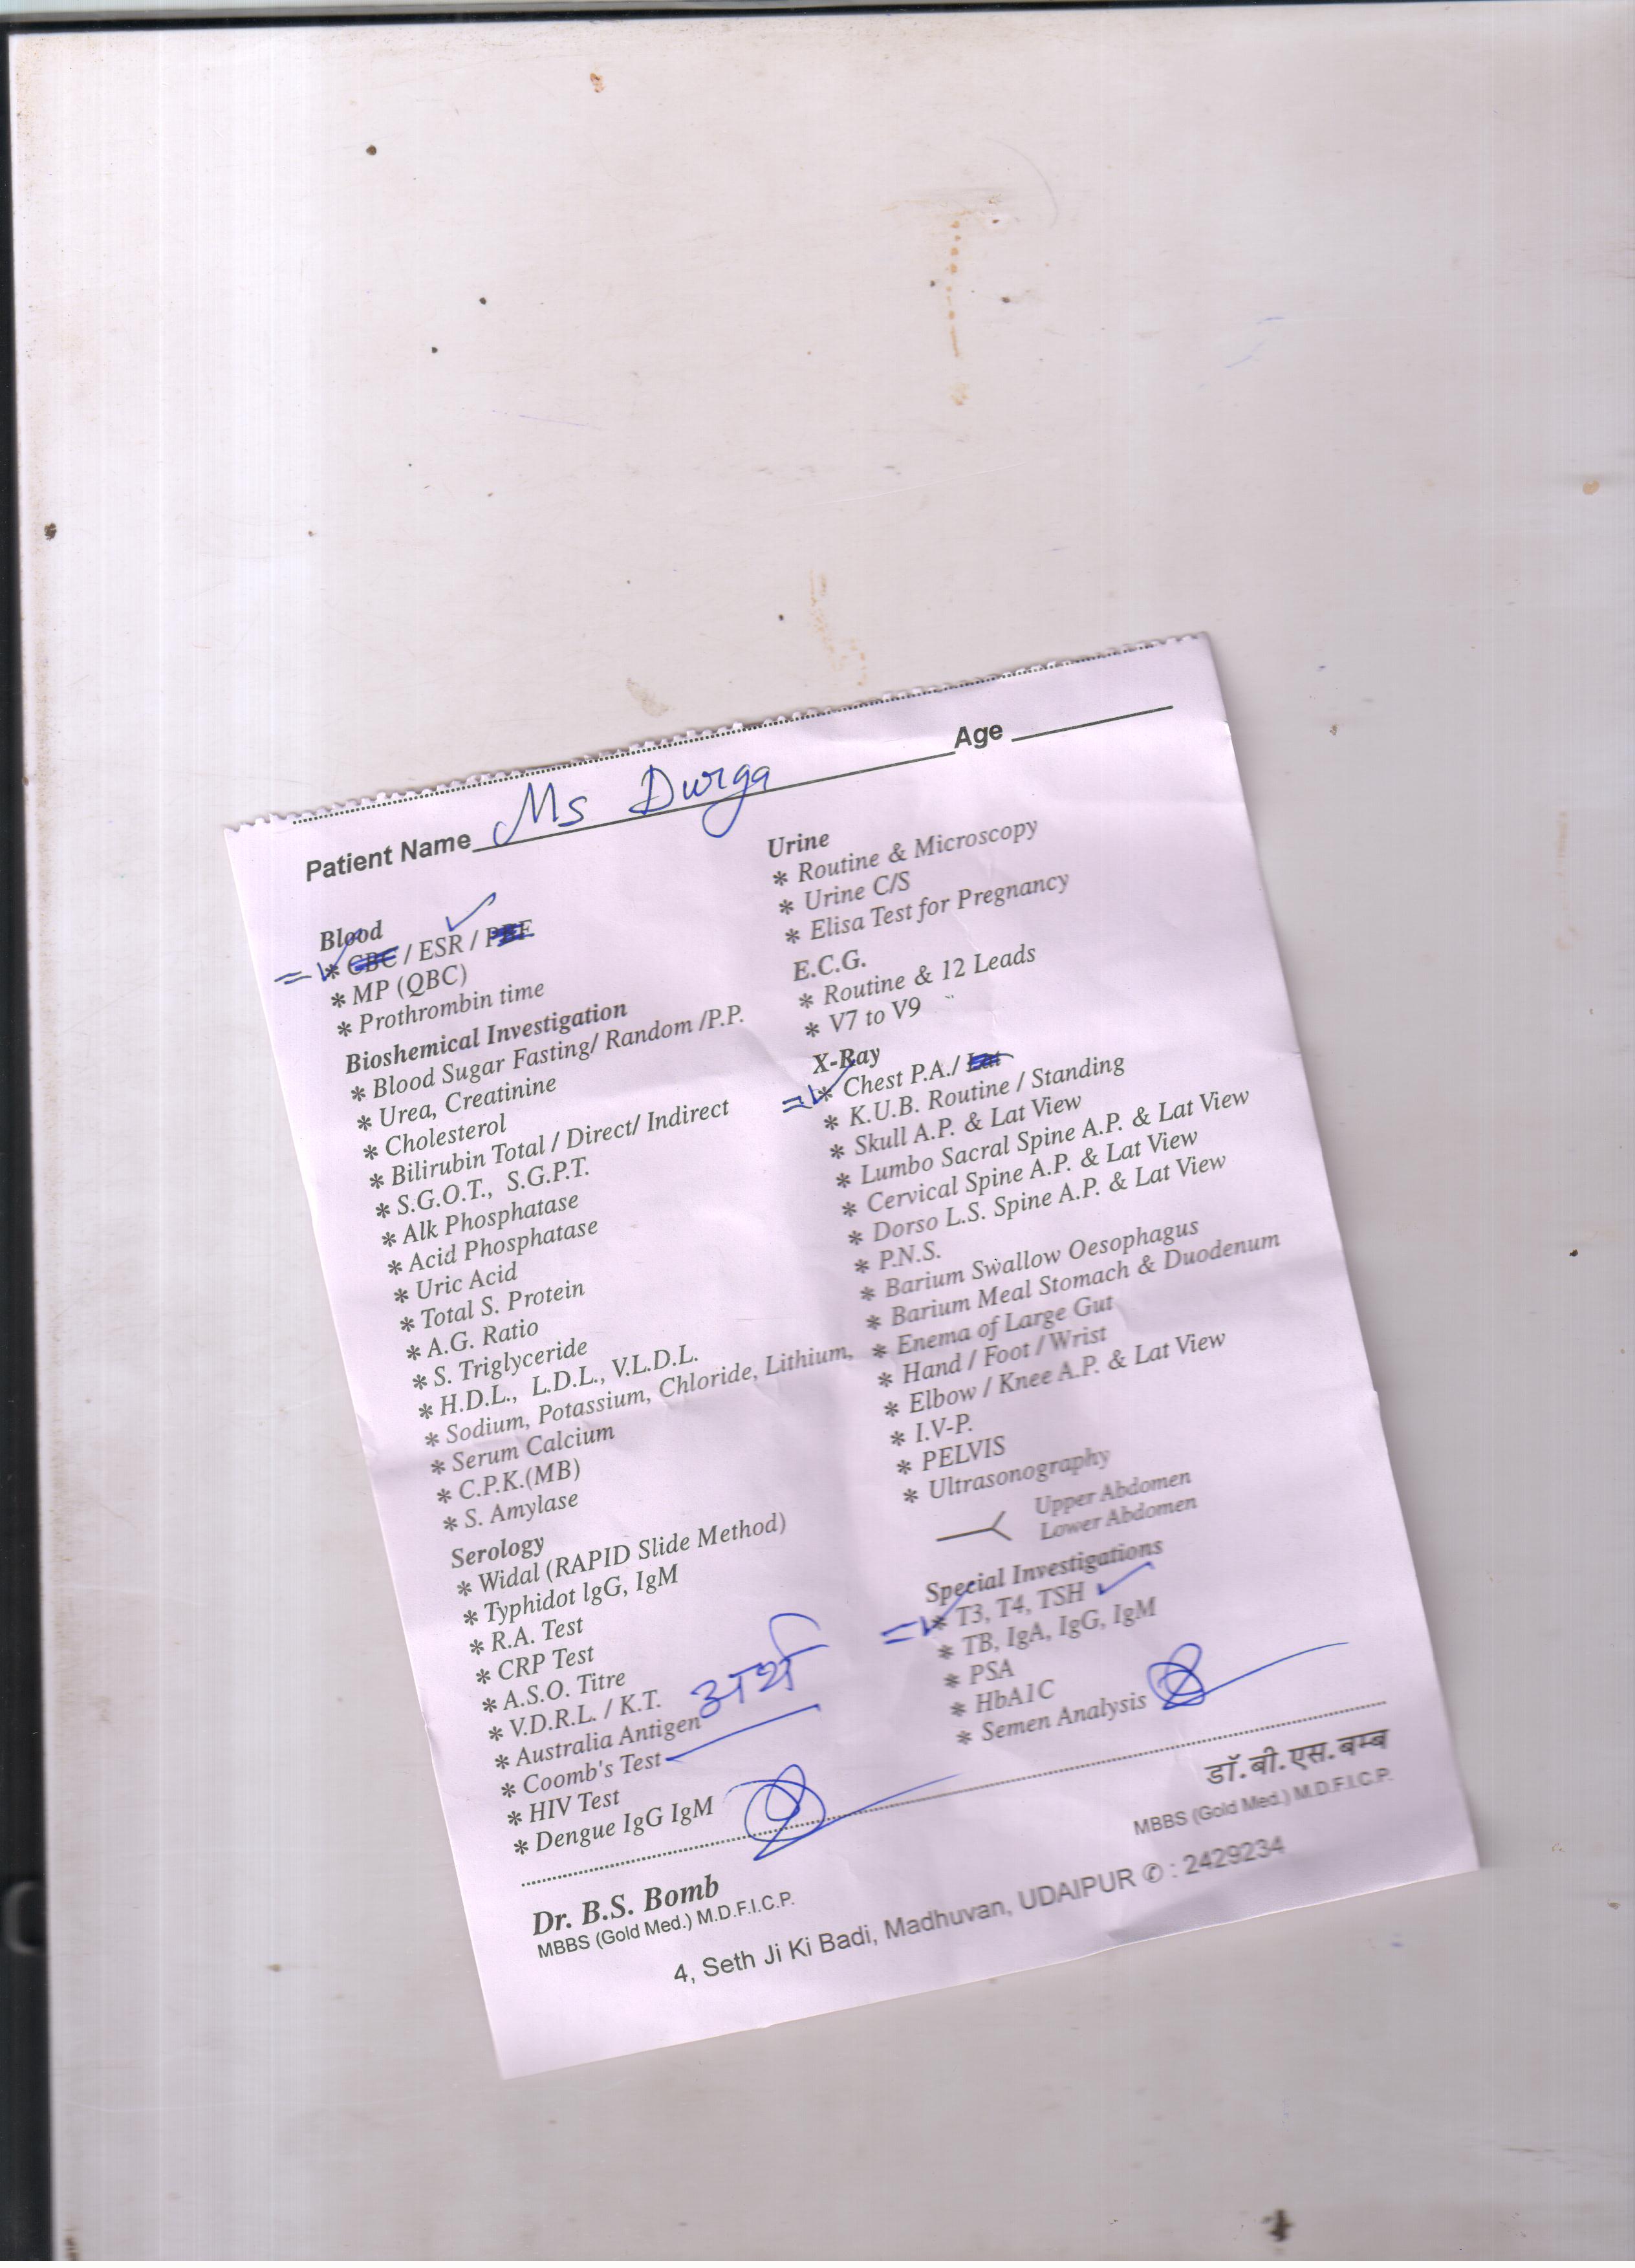 Patient Name Ms Durga Age
Blood
* CBC / ESR / PBF
* MP (QBC)
* Prothrombin time
Bioshemical Investigation
* Blood Sugar Fasting/ Random /P.P.
* Urea, Creatinine
* Cholesterol
* Bilirubin Total / Direct/ Indirect
* S.G.O.T., S.G.P.T.
* Alk Phosphatase
* Acid Phosphatase
* Uric Acid
* Total S. Protein
* A.G. Ratio
* S. Triglyceride
* H.D.L., L.D.L., V.L.D.L.
* Sodium, Potassium, Chloride, Lithium,
* Serum Calcium
* C.P.K.(MB)
* S. Amylase
Serology
* Widal (RAPID Slide Method)
* Typhidot lgG, IgM
* R.A. Test
* CRP Test
* A.S.O. Titre
* V.D.R.L. / K.T.
* Australia Antigen
* Coomb's Test
* HIV Test
* Dengue IgG IgM
Urine
* Routine & Microscopy
* Urine C/S
* Elisa Test for Pregnancy
E.C.G.
* Routine & 12 Leads
* V7 to V9
X-Ray
* Chest P.A./ Lat
* K.U.B. Routine / Standing
* Skull A.P. & Lat View
* Lumbo Sacral Spine A.P. & Lat View
* Cervical Spine A.P. & Lat View
* Dorso L.S. Spine A.P. & Lat View
* P.N.S.
* Barium Swallow Oesophagus
* Barium Meal Stomach & Duodenum
* Enema of Large Gut
* Hand / Foot / Wrist
* Elbow / Knee A.P. & Lat View
* I.V-P.
* PELVIS
* Ultrasonography
Upper Abdomen
Lower Abdomen
Special Investigations
* T3, T4, TSH
* TB, IgA, IgG, IgM
* PSA
* HbA1C
* Semen Analysis
Dr. B.S. Bomb
MBBS (Gold Med.) M.D.F.I.C.P.
डॉ. बी. एस. बम्ब
MBBS (Gold Med.) M.D.F.I.C.P.
4, Seth Ji Ki Badi, Madhuvan, UDAIPUR ✆ : 2429234